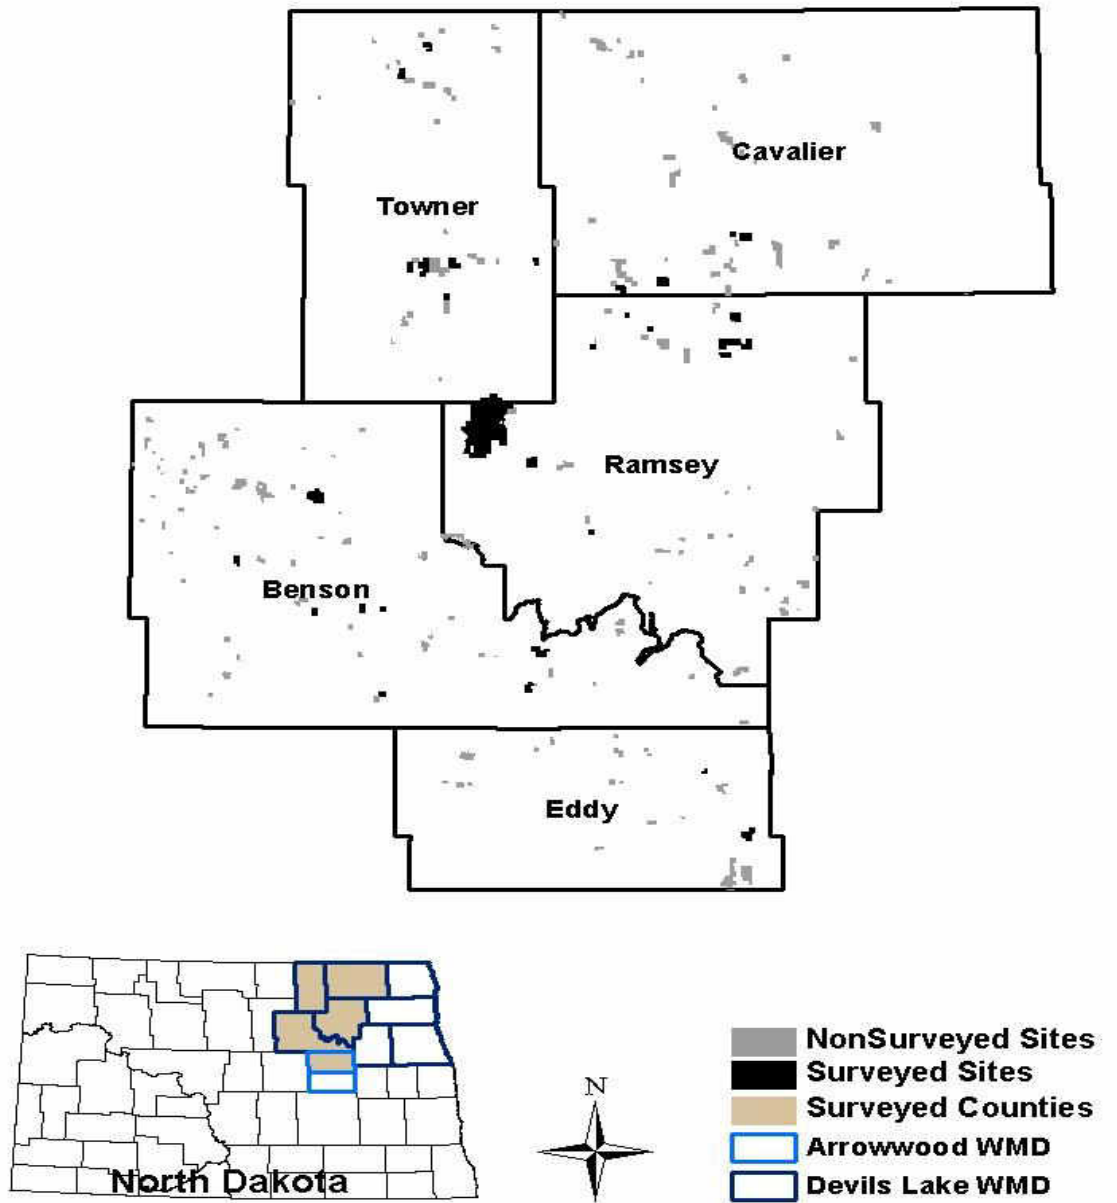 Cavalier
Towner
Ramsey
Benson
Eddy
North Dakota
N
NonSurveyed Sites
Surveyed Sites
Surveyed Counties
Arrowwood WMD
Devils Lake WMD